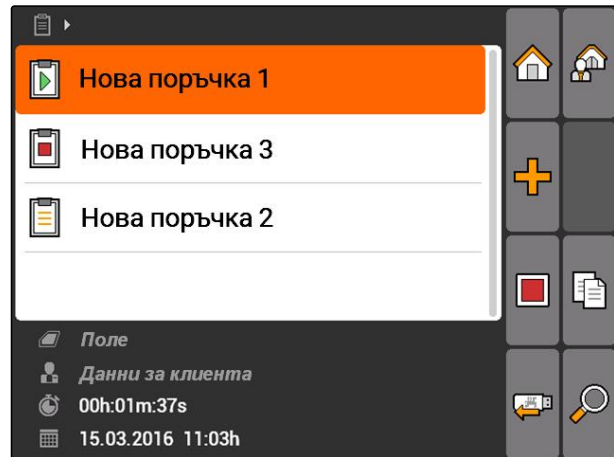 Нова поръчка 1
Нова поръчка 3
Нова поръчка 2
Поле
Данни за клиента
00h:01m:37s
15.03.2016 11:03h